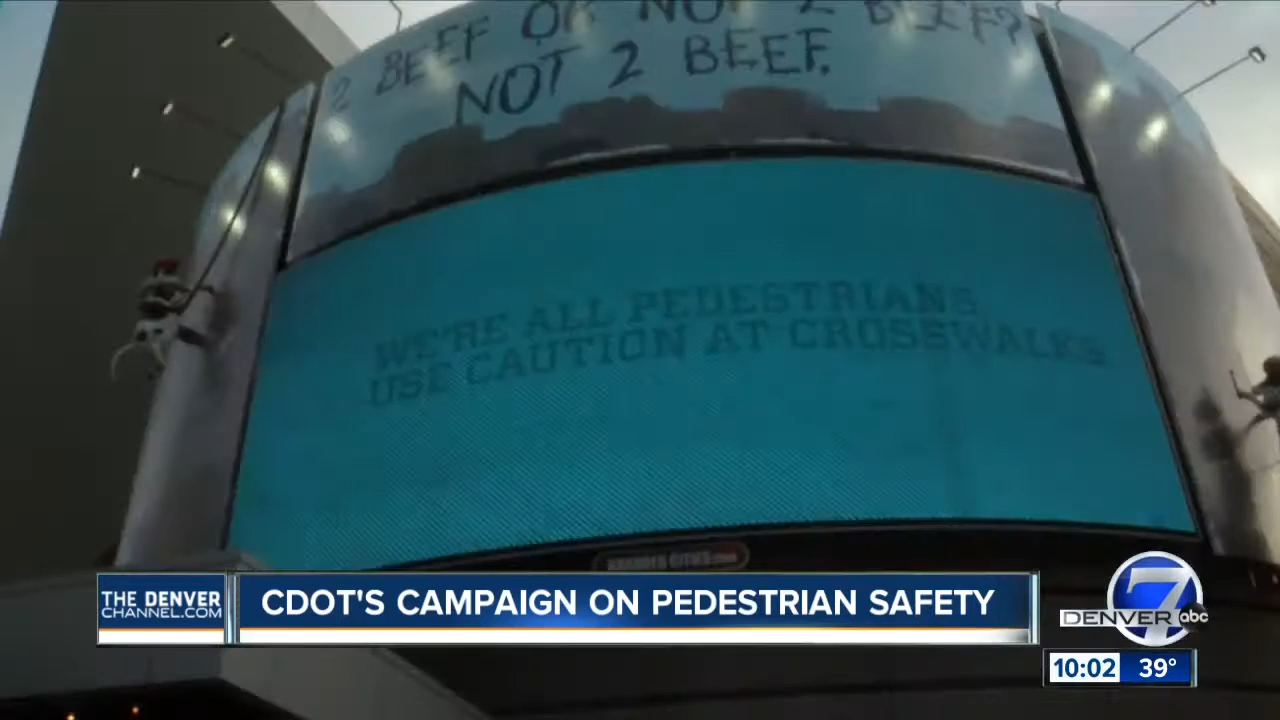 2 BEEF OR NOT 2 BEEF?
NOT 2 BEEF.
WE'RE ALL PEDESTRIANS
USE CAUTION AT CROSSWALKS
THE DENVER
CHANNEL.COM
CDOT'S CAMPAIGN ON PEDESTRIAN SAFETY
7
DENVER abc
10:02 39°